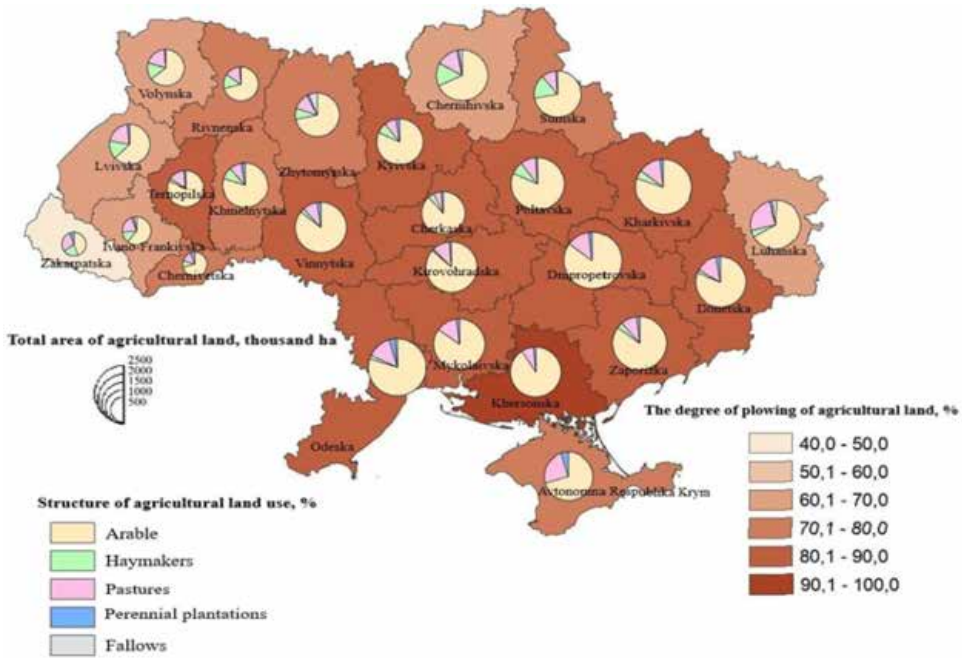 Volynska
Rivnenska
Zhytomyrska
Kyivska
Chernihivska
Sumska
Lvivska
Ternopilska
Khmelnytska
Cherkaska
Pltavska
Kharkivska
Luhanska
Zakarpatska
Ivano-Frankivska
Chernivetska
Vinnytska
Kirovohradska
Dnipropetrovska
Donetska
Mykolaivska
Khersonska
Zaporizka
Odeska
Avtonomna Respublika Krym
Total area of agricultural land, thousand ha
2500
2000
1500
1000
500
Structure of agricultural land use, %
Arable
Haymakers
Pastures
Perennial plantations
Fallows
The degree of plowing of agricultural land, %
40,0 - 50,0
50,1 - 60,0
60,1 - 70,0
70,1 - 80,0
80,1 - 90,0
90,1 - 100,0